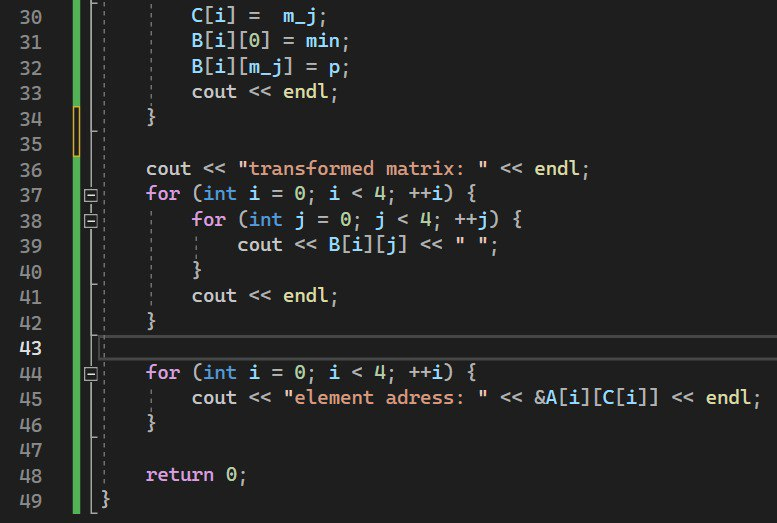 30 C[i] =  m_j;
31 B[i][0] = min;
32 B[i][m_j] = p;
33 cout << endl;
34 }
35
36 cout << "transformed matrix: " << endl;
37 for (int i = 0; i < 4; ++i) {
38 for (int j = 0; j < 4; ++j) {
39 cout << B[i][j] << " ";
40 }
41 cout << endl;
42 }
43
44 for (int i = 0; i < 4; ++i) {
45 cout << "element adress: " << &A[i][C[i]] << endl;
46 }
47
48 return 0;
49 }